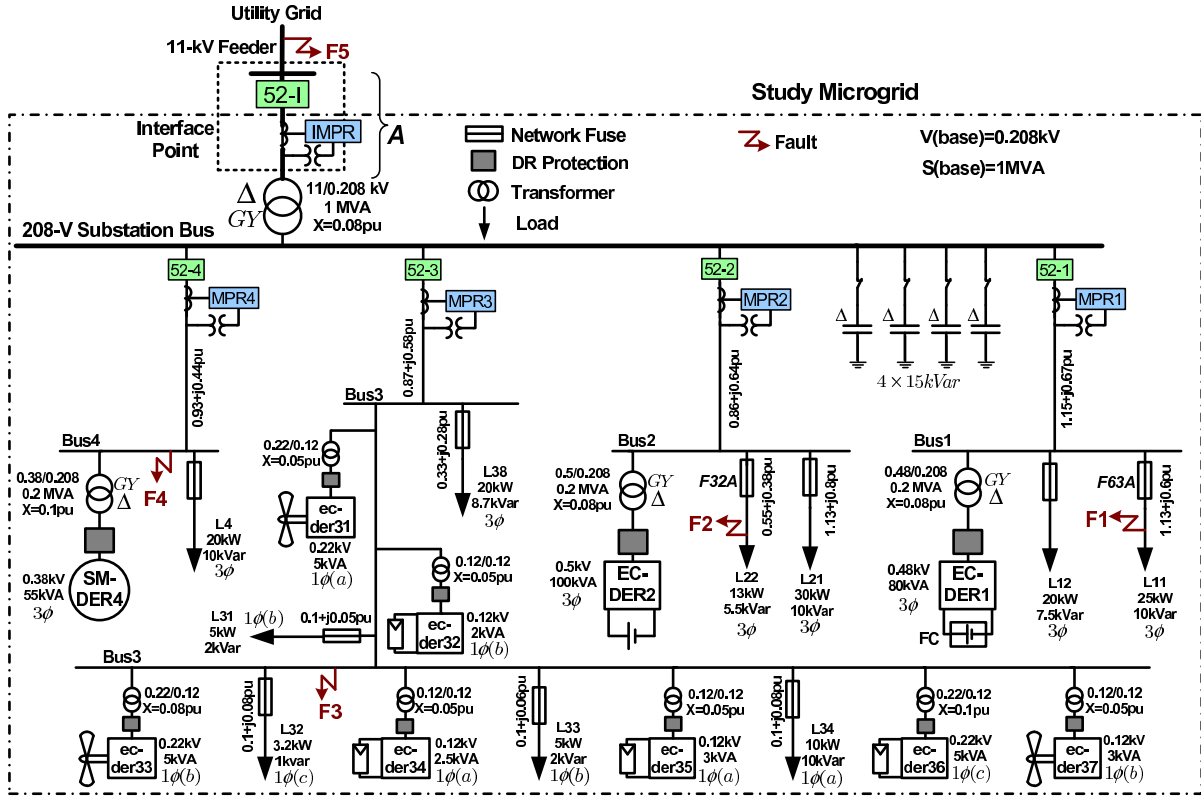 Utility Grid
11-kV Feeder
F5
52-I
Study Microgrid
Interface
Point
IMPR
A
Network Fuse
DR Protection
Transformer
Load
Fault
V(base)=0.208kV
S(base)=1MVA
Δ
GY
11/0.208 kV
1 MVA
X=0.08pu
208-V Substation Bus
52-4
MPR4
0.93+j0.44pu
52-3
MPR3
0.87+j0.58pu
52-2
MPR2
0.86+j0.64pu
Δ
Δ
Δ
Δ
4 × 15kVar
52-1
MPR1
1.15+j0.67pu
Bus4
0.38/0.208
0.2 MVA
X=0.1pu
GY
Δ
F4
SM-
DER4
0.38kV
55kVA
3ϕ
L4
20kW
10kVar
3ϕ
Bus3
0.22/0.12
X=0.05pu
ec-
der31
0.22kV
5kVA
1ϕ(a)
0.33+j0.28pu
L38
20kW
8.7kVar
3ϕ
0.12/0.12
X=0.05pu
ec-
der32
0.12kV
2kVA
1ϕ(b)
L31
5kW
2kVar
1ϕ(b)
0.1+j0.05pu
Bus2
0.5/0.208
0.2 MVA
X=0.08pu
GY
Δ
EC-
DER2
0.5kV
100kVA
3ϕ
F32A
0.55+j0.38pu
F2
L22
13kW
5.5kVar
3ϕ
1.13+j0.8pu
L21
30kW
10kVar
3ϕ
Bus1
0.48/0.208
0.2 MVA
X=0.08pu
GY
Δ
EC-
DER1
0.48kV
80kVA
3ϕ
FC
L12
20kW
7.5kVar
3ϕ
F63A
1.13+j0.6pu
F1
L11
25kW
10kVar
3ϕ
Bus3
0.22/0.12
X=0.08pu
ec-
der33
0.22kV
5kVA
1ϕ(b)
0.1+j0.08pu
L32
3.2kW
1kvar
1ϕ(c)
F3
0.12/0.12
X=0.05pu
ec-
der34
0.12kV
2.5kVA
1ϕ(a)
0.1+j0.06pu
L33
5kW
2kVar
1ϕ(b)
0.12/0.12
X=0.05pu
ec-
der35
0.12kV
3kVA
1ϕ(a)
0.1+j0.08pu
L34
10kW
10kVar
1ϕ(a)
0.22/0.12
X=0.1pu
ec-
der36
0.22kV
5kVA
1ϕ(c)
0.12/0.12
X=0.05pu
ec-
der37
0.12kV
3kVA
1ϕ(b)